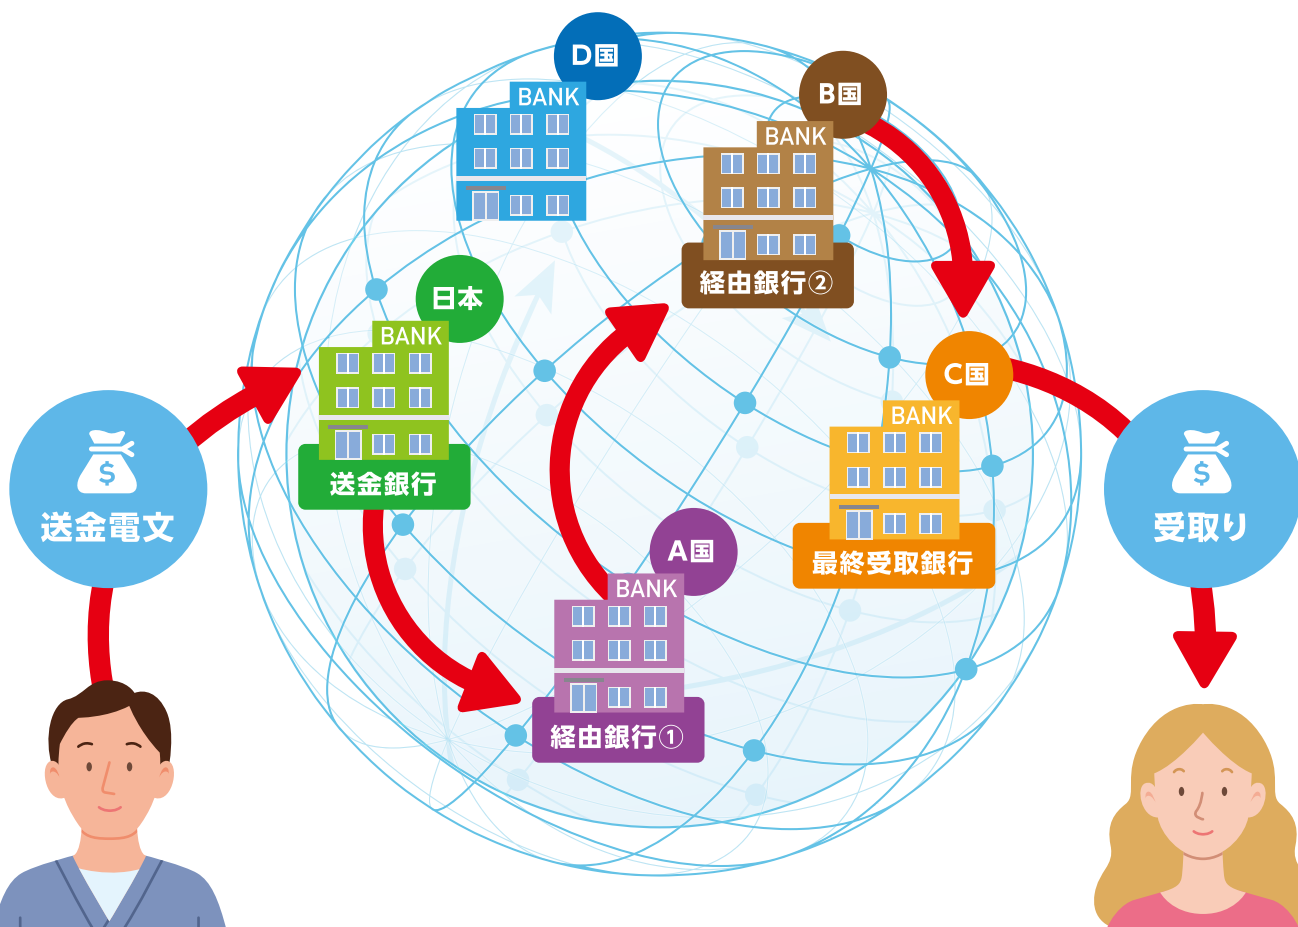 D国
BANK
B国
BANK
経由銀行②
日本
BANK
送金銀行
C国
BANK
最終受取銀行
$
送金電文
$
受取り
A国
BANK
経由銀行①